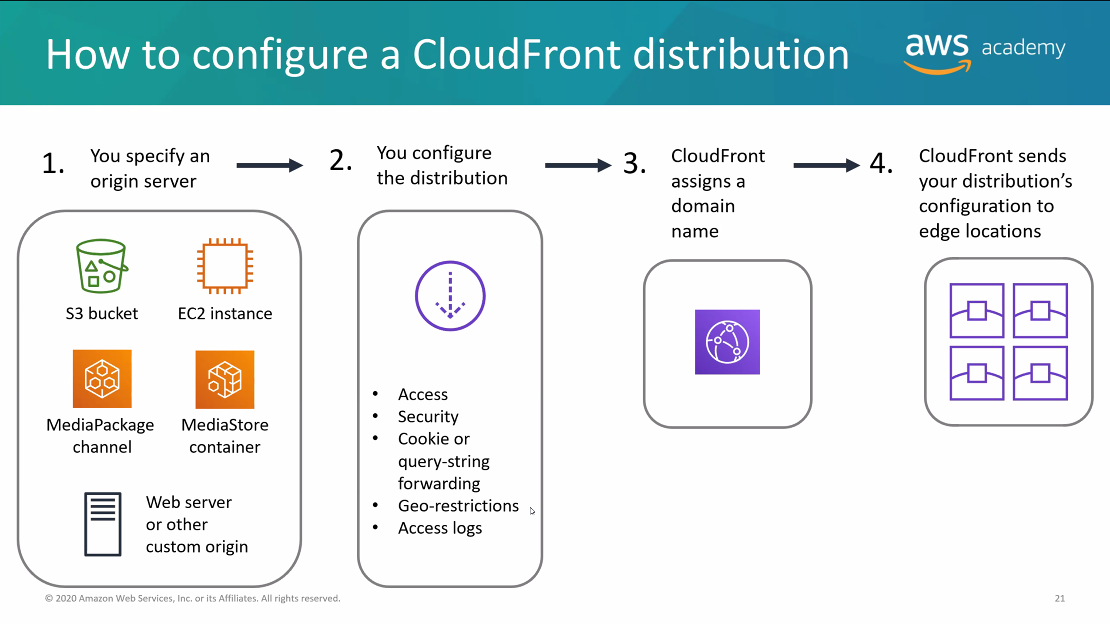 How to configure a CloudFront distribution
aws academy
1.
You specify an
origin server
2.
You configure
the distribution
3.
CloudFront
assigns a
domain
name
4.
CloudFront sends
your distribution’s
configuration to
edge locations
S3 bucket
EC2 instance
MediaPackage
channel
MediaStore
container
Web server
or other
custom origin
• Access
• Security
• Cookie or
query-string
forwarding
• Geo-restrictions
• Access logs
© 2020 Amazon Web Services, Inc. or its Affiliates. All rights reserved.
21